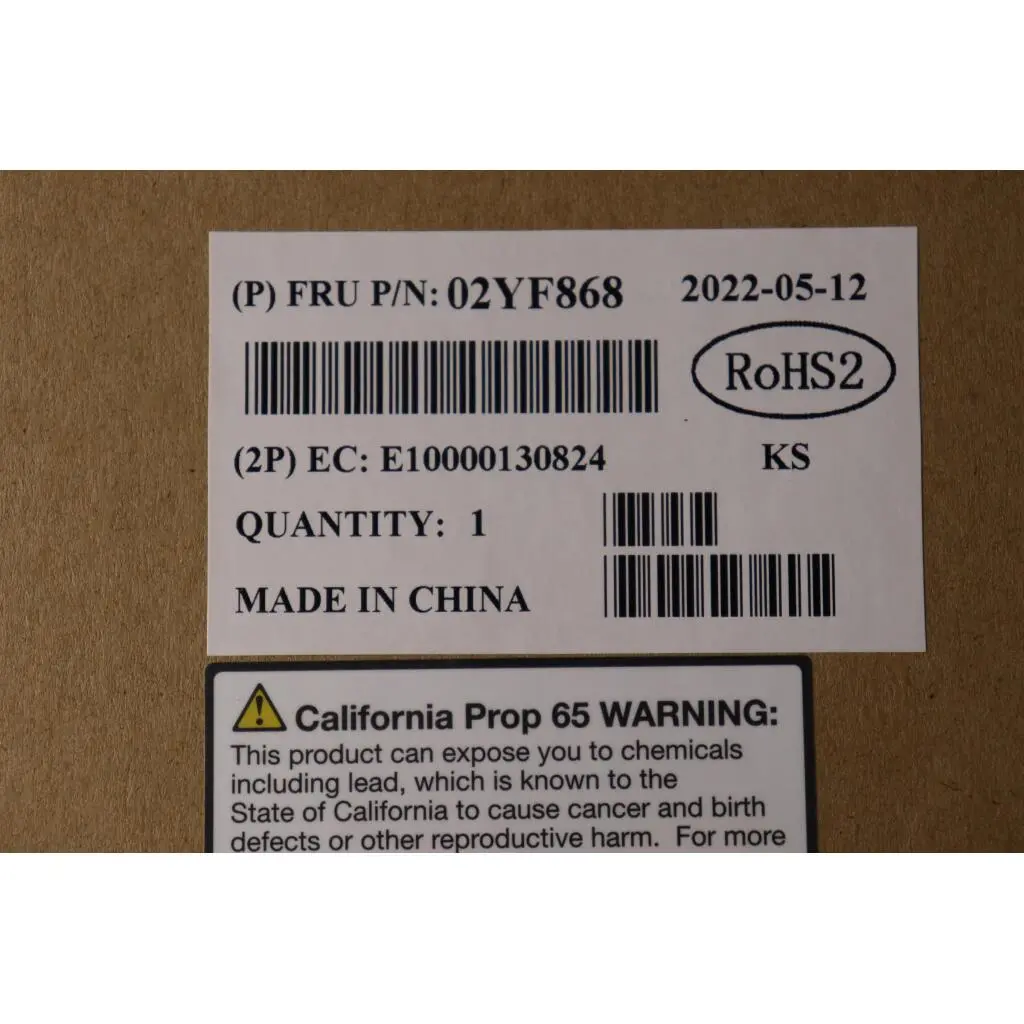 (P) FRU P/N: 02YF868 2022-05-12
RoHS2
(2P) EC: E10000130824 KS
QUANTITY: 1
MADE IN CHINA
California Prop 65 WARNING:
This product can expose you to chemicals
including lead, which is known to the
State of California to cause cancer and birth
defects or other reproductive harm. For more